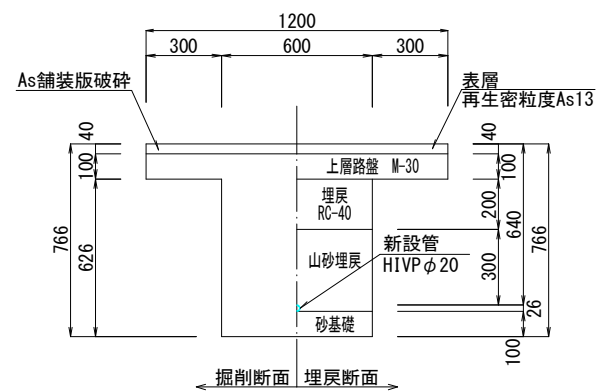 1200
300 600 300
As舗装版破砕
表層
再生密粒度As13
40
100
766
626
上層路盤 M-30
埋戻
RC-40
山砂埋戻
新設管
HIVPφ20
砂基礎
40
100
200
640
766
300
26
100
掘削断面 埋戻断面